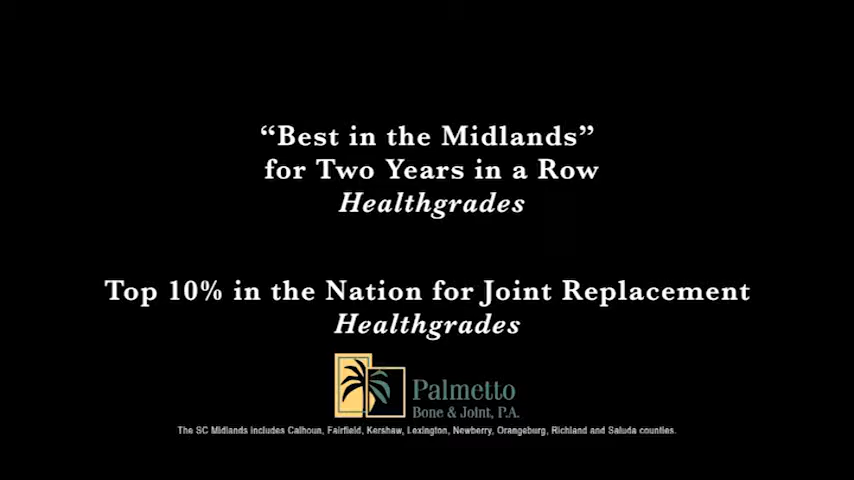 “Best in the Midlands”
for Two Years in a Row
Healthgrades
Top 10% in the Nation for Joint Replacement
Healthgrades
Palmetto
Bone & Joint, P.A.
The SC Midlands includes Calhoun, Fairfield, Kershaw, Lexington, Newberry, Orangeburg, Richland and Saluda counties.